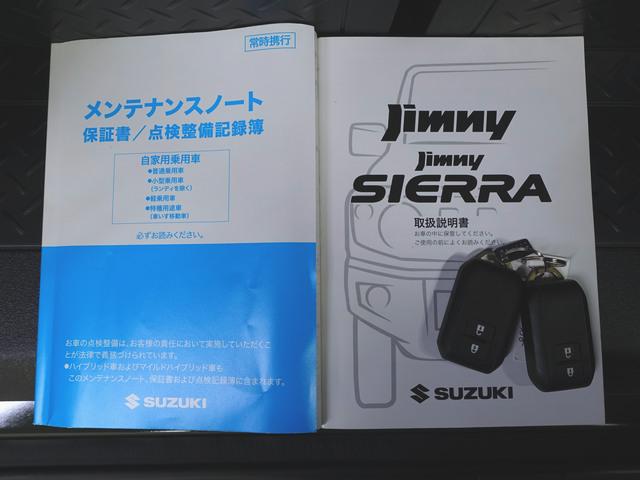 常時携行
メンテナンスノート
保証書／点検整備記録簿
自家用乗用車
●普通乗用車
●小型乗用車
(ランディを除く)
●軽乗用車
●特種用途車
(車いす移動車)
必ずお読みください。
お車の点検整備は、お客様の責任において実施していただくこ
とが法律で義務づけられています。
●ハイブリッド車およびマイルドハイブリッド車も
このメンテナンスノート、保証書および点検記録簿に含まれます。
SUZUKI
Jimny
Jimny
SIERRA
取扱説明書
お車の中に保管してください。
ご使用の前によくお読みください。
SUZUKI